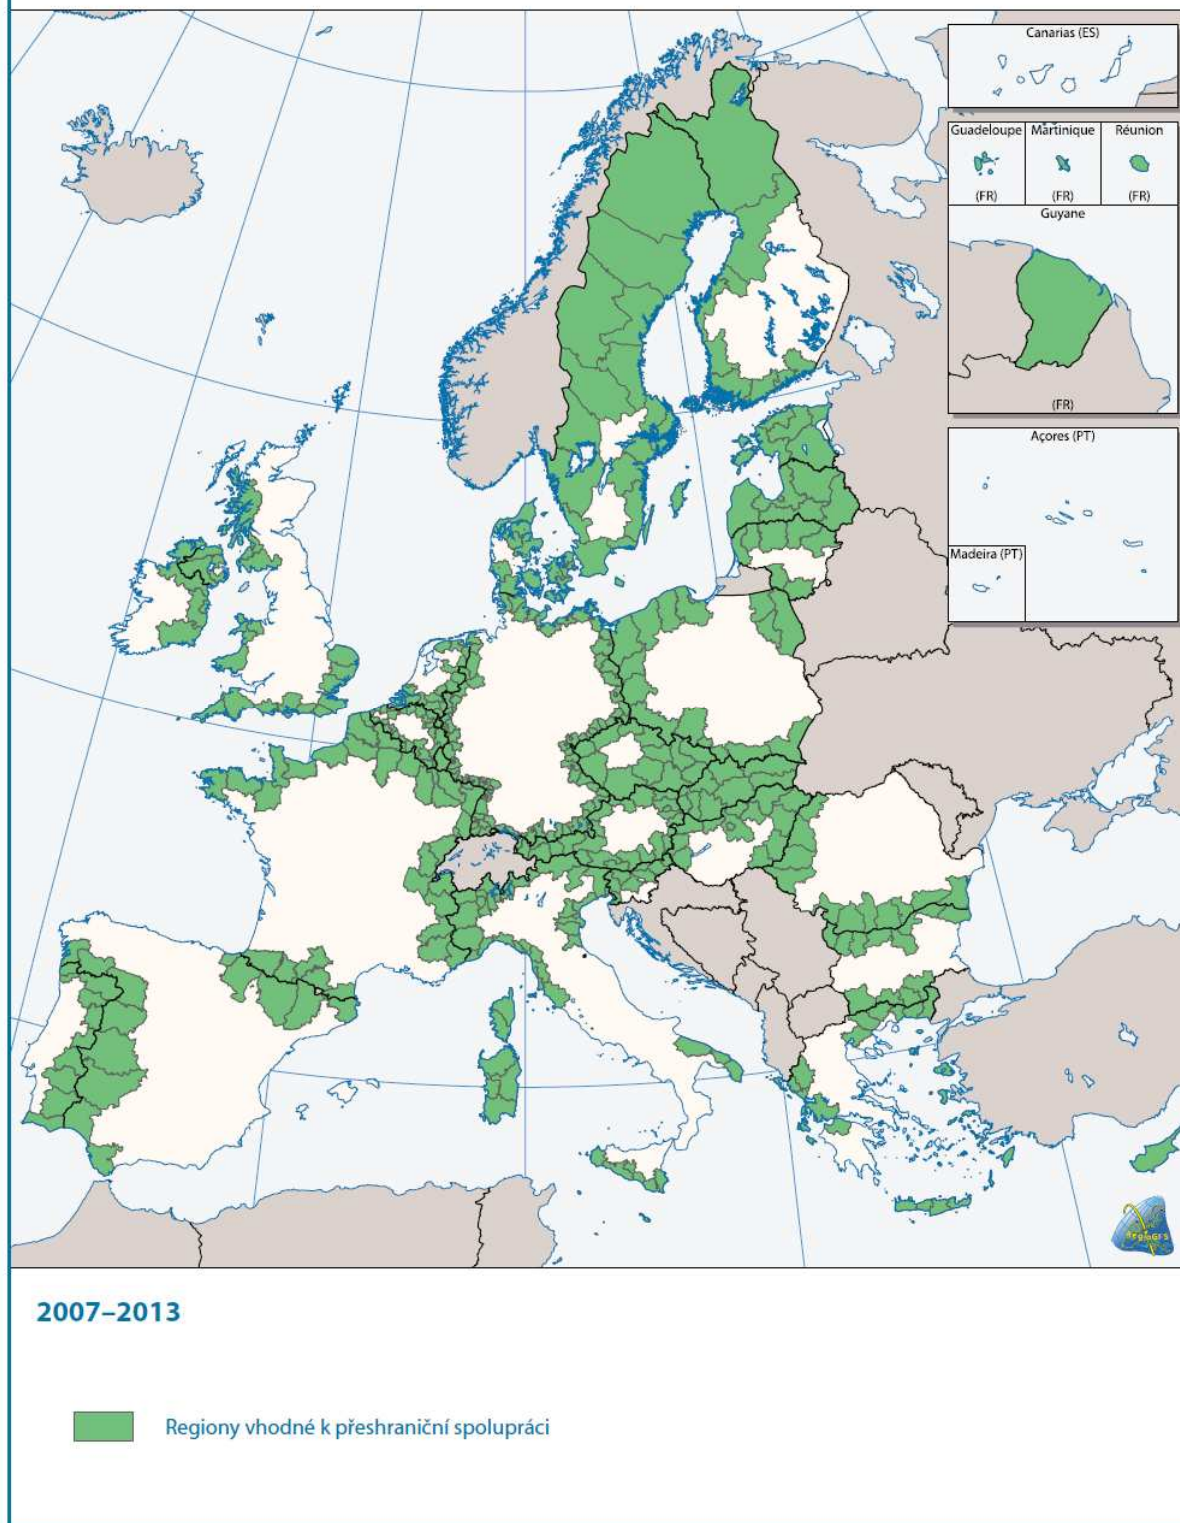 Canarias (ES)
Guadeloupe
Martinique
Réunion
(FR)
(FR)
(FR)
Guyane
(FR)
Açores (PT)
Madeira (PT)
RegioGIS
2007–2013
Regiony vhodné k přeshraniční spolupráci